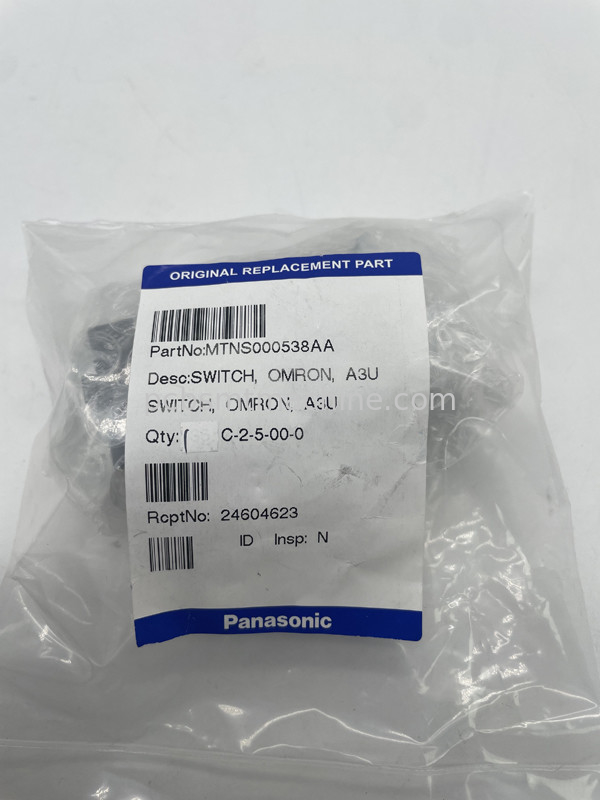 ORIGINAL REPLACEMENT PART
PartNo:MTNS000538AA
Desc:SWITCH, OMRON, A3U
SWITCH, OMRON, A3U
Qty: C-2-5-00-0
RcptNo: 24604623
ID Insp: N
Panasonic